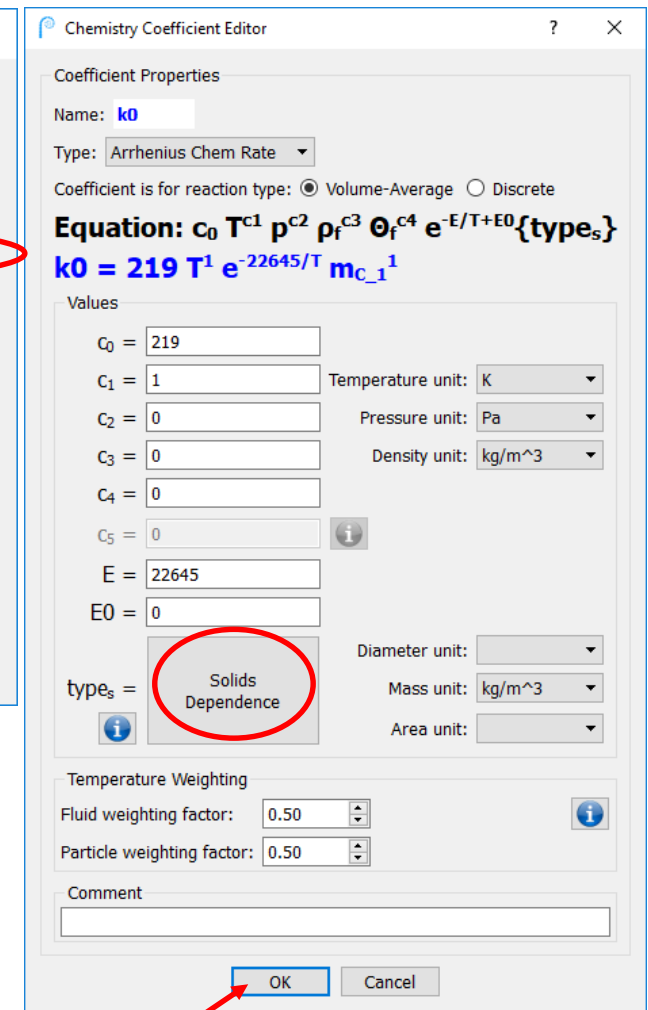 Chemistry Coefficient Editor ? ×
Coefficient Properties
Name: k0
Type: Arrhenius Chem Rate
Coefficient is for reaction type: Volume-Average Discrete
Equation: c₀ Tᶜ¹ pᶜ² ρ_fᶜ³ Θ_fᶜ⁴ e^-E/T+E0{typeₛ}
k0 = 219 T¹ e^-22645/T m_C_1¹
Values
c₀ = 219
c₁ = 1 Temperature unit: K
c₂ = 0 Pressure unit: Pa
c₃ = 0 Density unit: kg/m^3
c₄ = 0
c₅ = 0
E = 22645
E0 = 0
Diameter unit:
typeₛ = Solids Dependence Mass unit: kg/m^3
Area unit:
Temperature Weighting
Fluid weighting factor: 0.50
Particle weighting factor: 0.50
Comment
OK Cancel